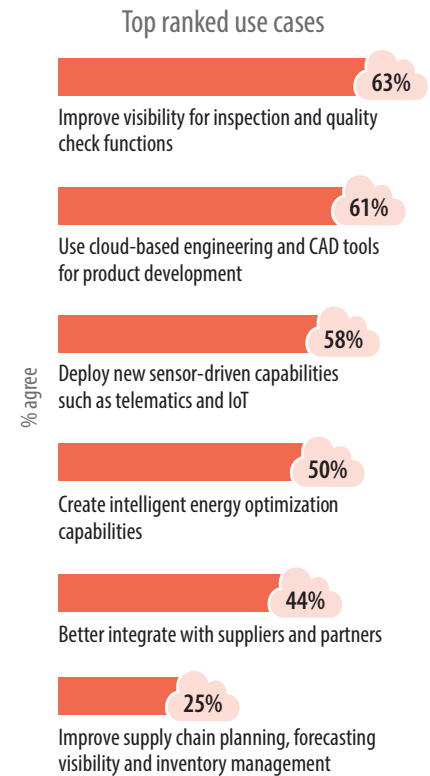 Top ranked use cases
63%
Improve visibility for inspection and quality
check functions
61%
Use cloud-based engineering and CAD tools
for product development
58%
Deploy new sensor-driven capabilities
such as telematics and IoT
% agree
50%
Create intelligent energy optimization
capabilities
44%
Better integrate with suppliers and partners
25%
Improve supply chain planning, forecasting
visibility and inventory management